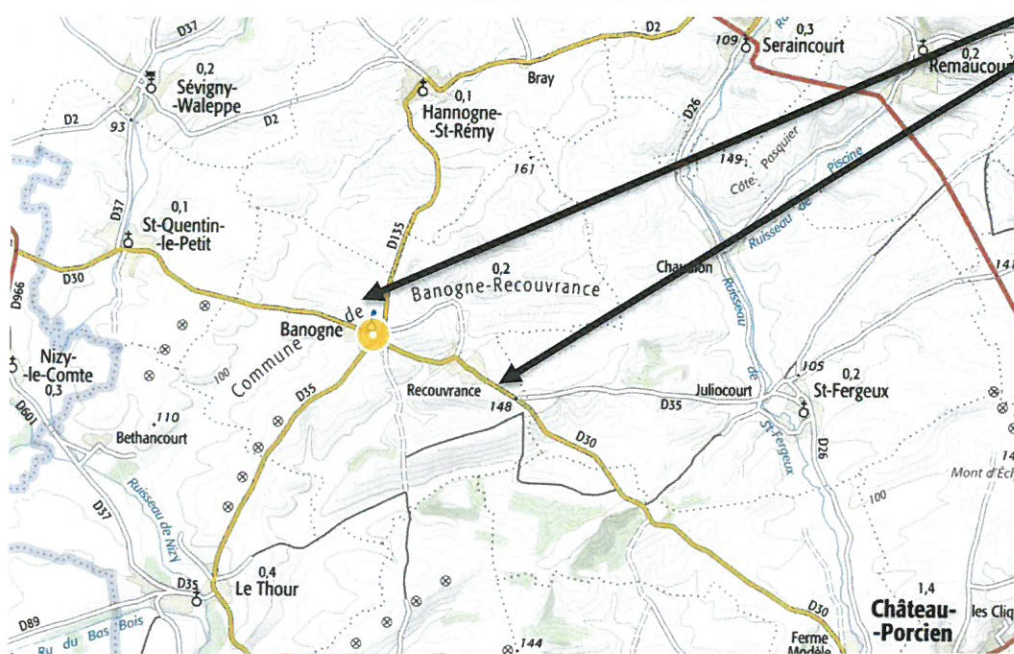 D37
0,2
Sévigny-
-Waleppe
D2
93
D2
D37
0,1
Hannogne-
-St-Rémy
Bray
D2
109
0,3
Seraincourt
0,2
Remaucourt
D26
161
149
Côte Pasquier
Ruisseau de Piscine
D135
0,1
St-Quentin-
-le-Petit
D30
D966
Nizy-
-le-Comte
0,3
D601
110
Bethancourt
100
Commune de
Banogne-Recouvrance
0,2
Banogne
D35
Recouvrance
148
D30
Chaudion
Ruisseau de St-Fergeux
Juliocourt
D35
105
0,2
St-Fergeux
D26
141
Mont d'Écl
14
100
Ruisseau de Nizy
D37
D35
0,4
Le Thour
D89
Ru du Bas Bois
144
D30
Ferme
Modèle
1,4
Château-
-Porcien
les Cliq